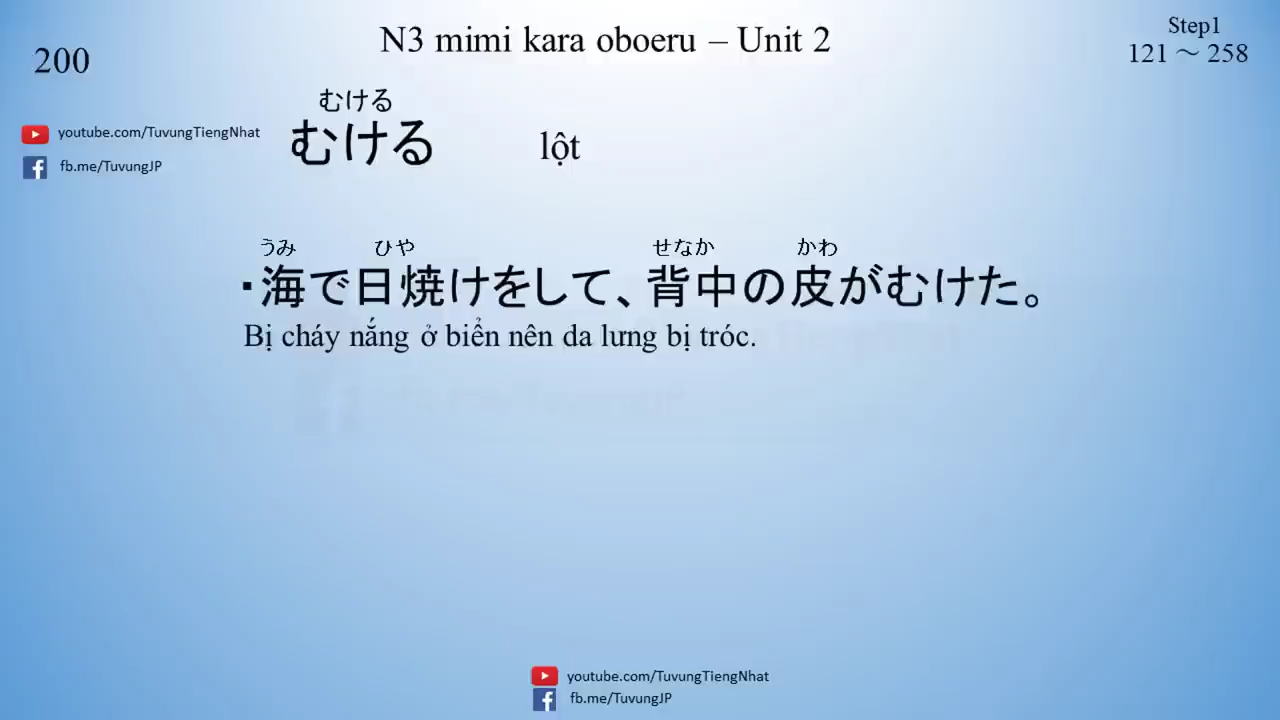 200
N3 mimi kara oboeru – Unit 2
Step1
121 ～ 258
youtube.com/TuvungTiengNhat
fb.me/TuvungJP
むける
むける lột
うみ ひや せなか かわ
・海で日焼けをして、背中の皮がむけた。
Bị cháy nắng ở biển nên da lưng bị tróc.
youtube.com/TuvungTiengNhat
fb.me/TuvungJP